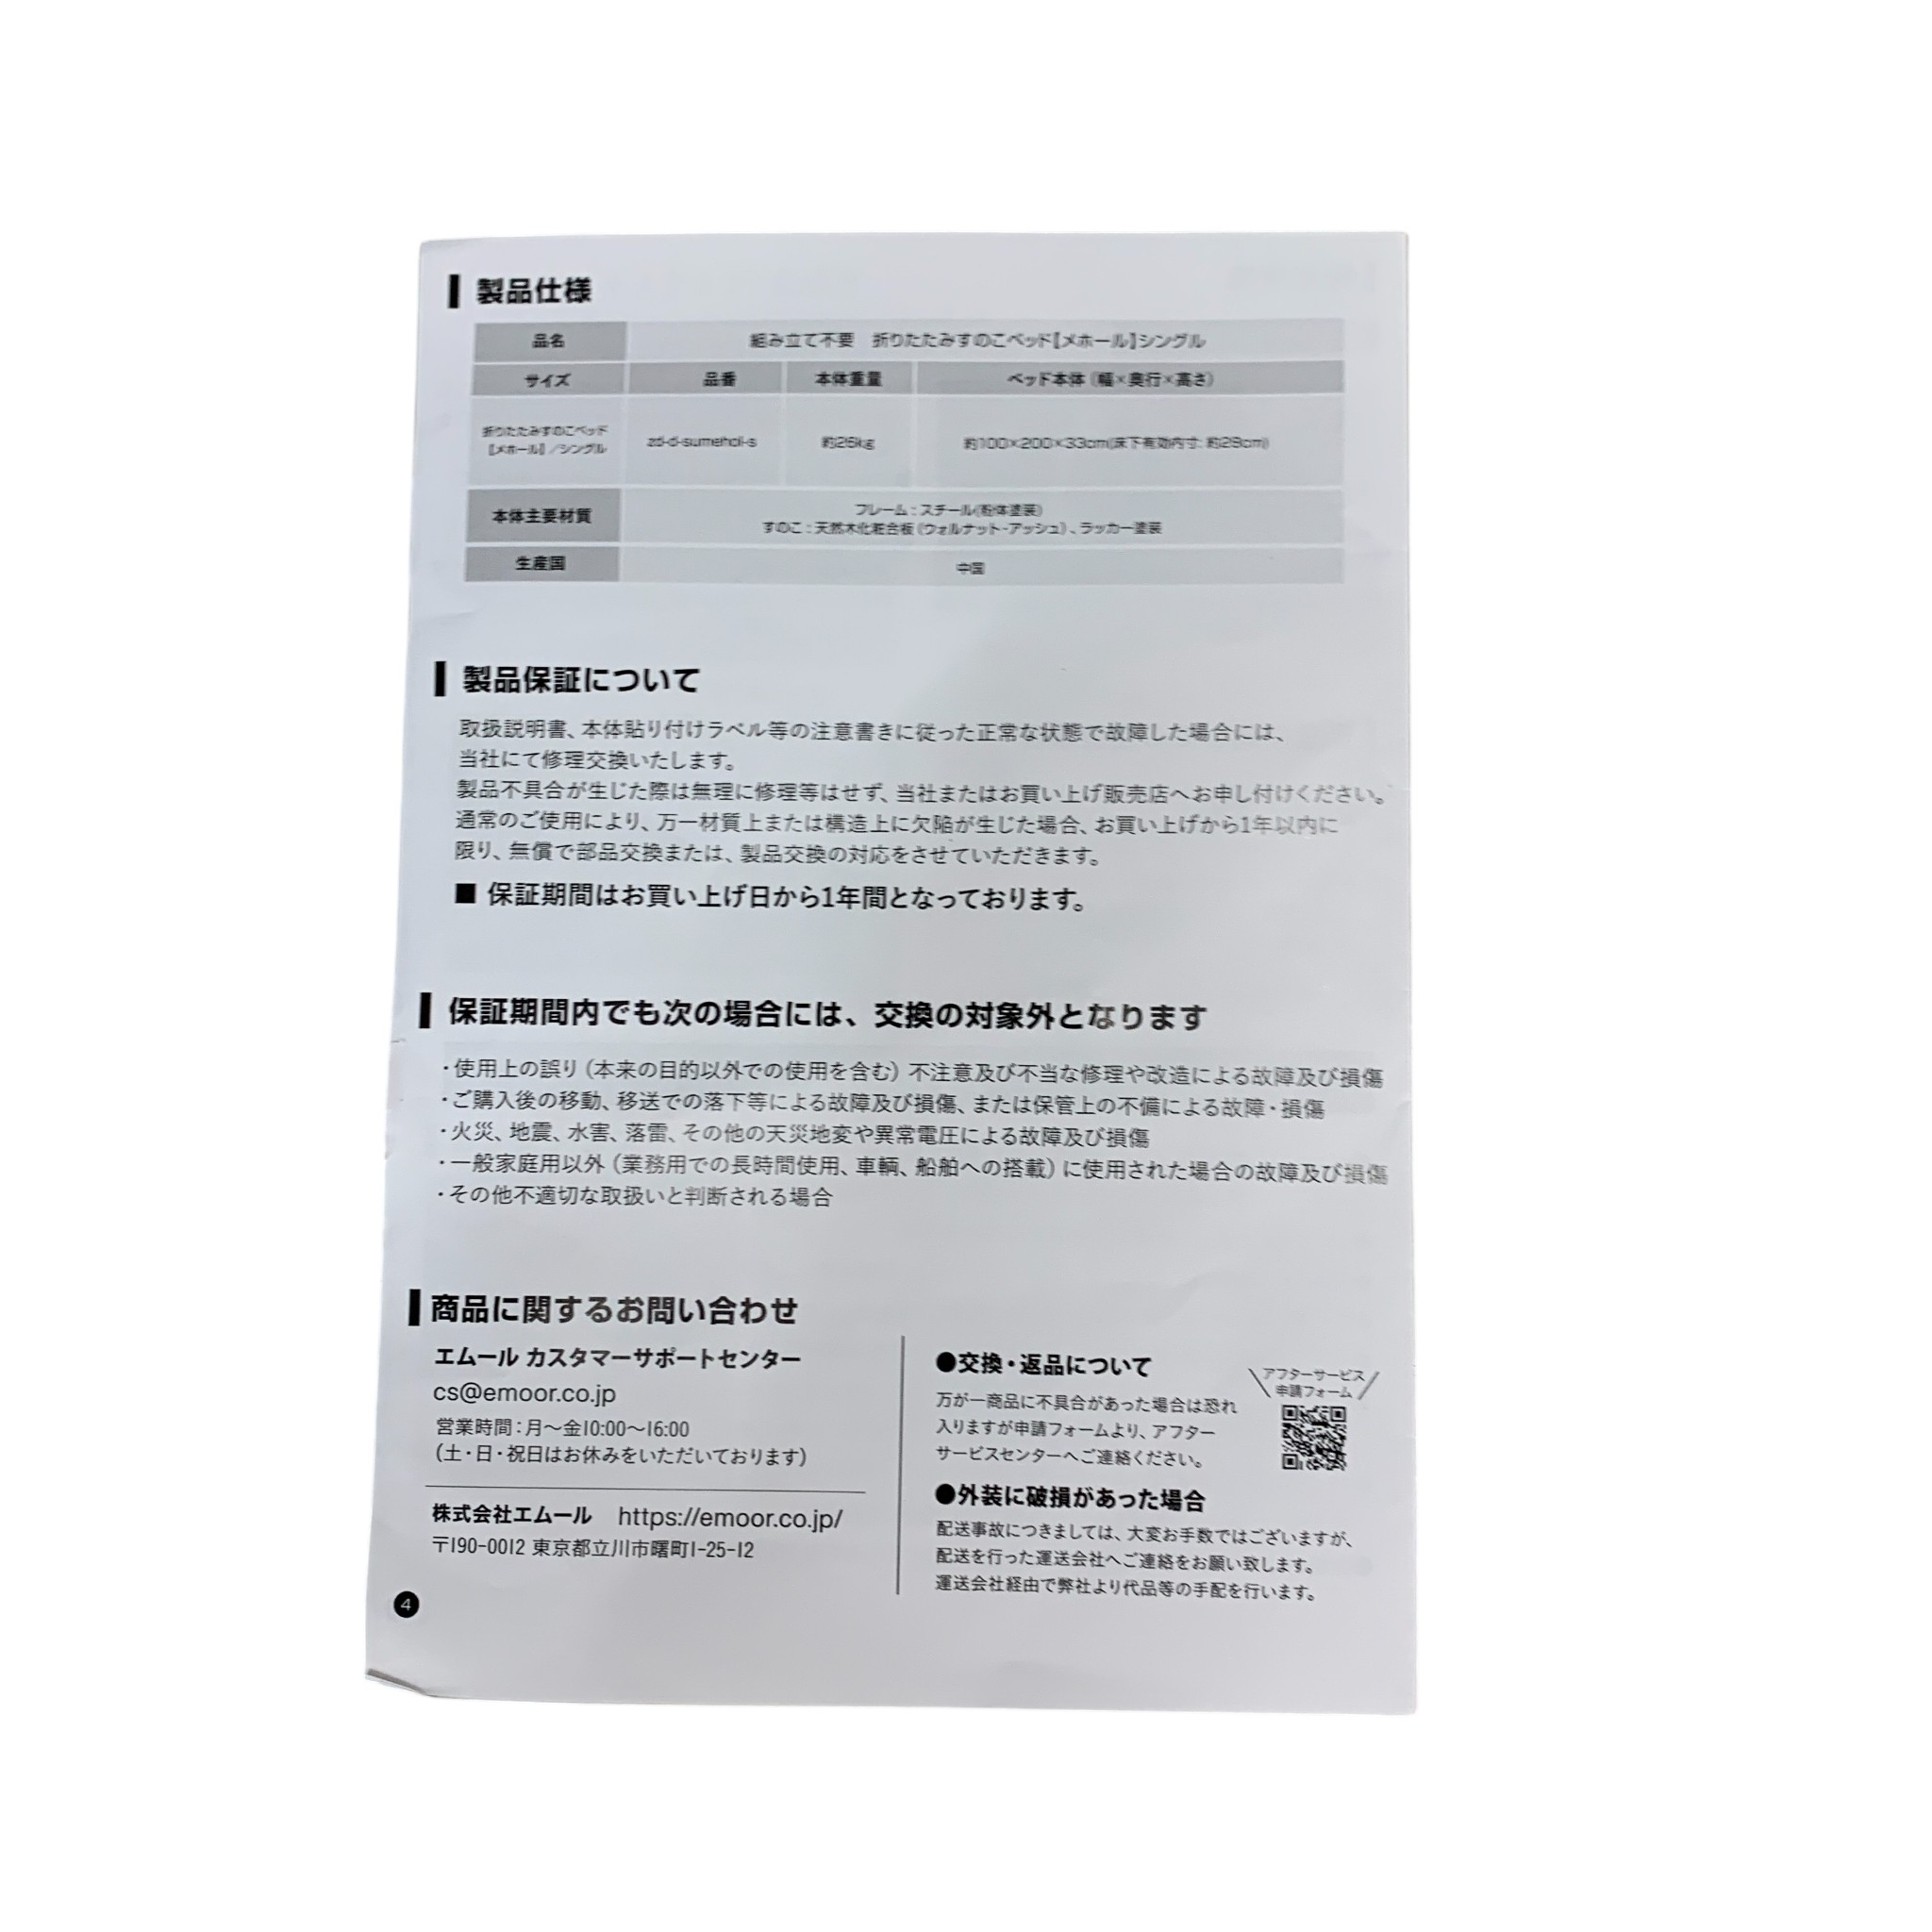 製品仕様
品名 組み立て不要 折りたたみすのこベッド【メホール】シングル
サイズ 品番 本体重量 ベッド本体（幅×奥行×高さ）
折りたたみすのこベッド
【メホール】／シングル
zd-d-sumehol-s 約26kg 約100×200×33cm(床下有効内寸: 約29cm)
本体主要材質
フレーム：スチール(粉体塗装)
すのこ：天然木化粧合板（ウォルナット・アッシュ）、ラッカー塗装
生産国 中国
製品保証について
取扱説明書、本体貼り付けラベル等の注意書きに従った正常な状態で故障した場合には、
当社にて修理交換いたします。
製品不具合が生じた際は無理に修理等はせず、当社またはお買い上げ販売店へお申し付けください。
通常のご使用により、万一材質上または構造上に欠陥が生じた場合、お買い上げから1年以内に
限り、無償で部品交換または、製品交換の対応をさせていただきます。
■ 保証期間はお買い上げ日から1年間となっております。
保証期間内でも次の場合には、交換の対象外となります
・使用上の誤り（本来の目的以外での使用を含む）不注意及び不当な修理や改造による故障及び損傷
・ご購入後の移動、移送での落下等による故障及び損傷、または保管上の不備による故障・損傷
・火災、地震、水害、落雷、その他の天災地変や異常電圧による故障及び損傷
・一般家庭用以外（業務用での長時間使用、車輌、船舶への搭載）に使用された場合の故障及び損傷
・その他不適切な取扱いと判断される場合
商品に関するお問い合わせ
エムール カスタマーサポートセンター
cs@emoor.co.jp
営業時間：月〜金10:00〜16:00
（土・日・祝日はお休みをいただいております）
株式会社エムール https://emoor.co.jp/
〒190-0012 東京都立川市曙町1-25-12
●交換・返品について
万が一商品に不具合があった場合は恐れ
入りますが申請フォームより、アフター
サービスセンターへご連絡ください。
アフターサービス
申請フォーム
●外装に破損があった場合
配送事故につきましては、大変お手数ではございますが、
配送を行った運送会社へご連絡をお願い致します。
運送会社経由で弊社より代品等の手配を行います。
4